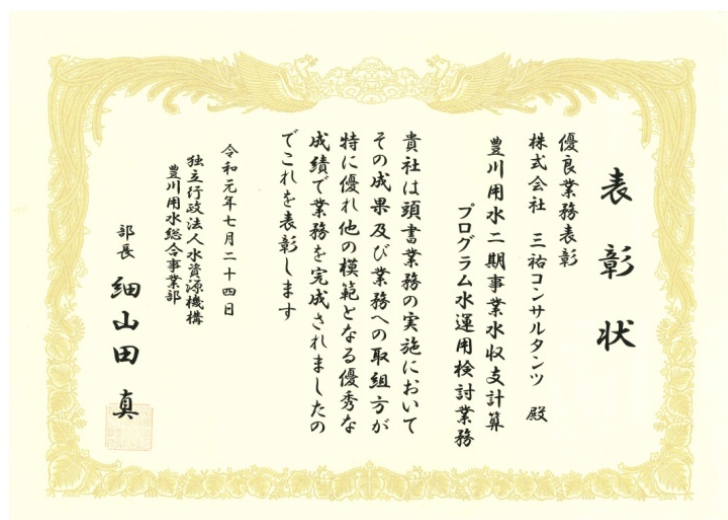 表彰状
優良業務表彰
株式会社 三祐コンサルタンツ 殿
豊川用水二期事業水収支計算
プログラム水運用検討業務
貴社は頭書業務の実施において
その成果及び業務への取組方が
特に優れ他の模範となる優秀な
成績で業務を完成されましたの
でこれを表彰します
令和元年七月二十四日
独立行政法人水資源機構
豊川用水総合事業部
部長 細山田 真